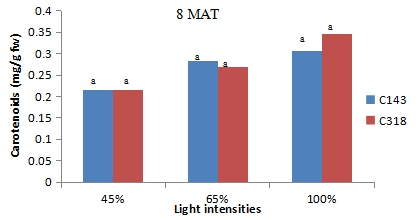 8 MAT
Carotenoids (mg/g fw)
0.4
0.35
0.3
0.25
0.2
0.15
0.1
0.05
0
a a a a a a
45% 65% 100%
Light intensities
C143
C318